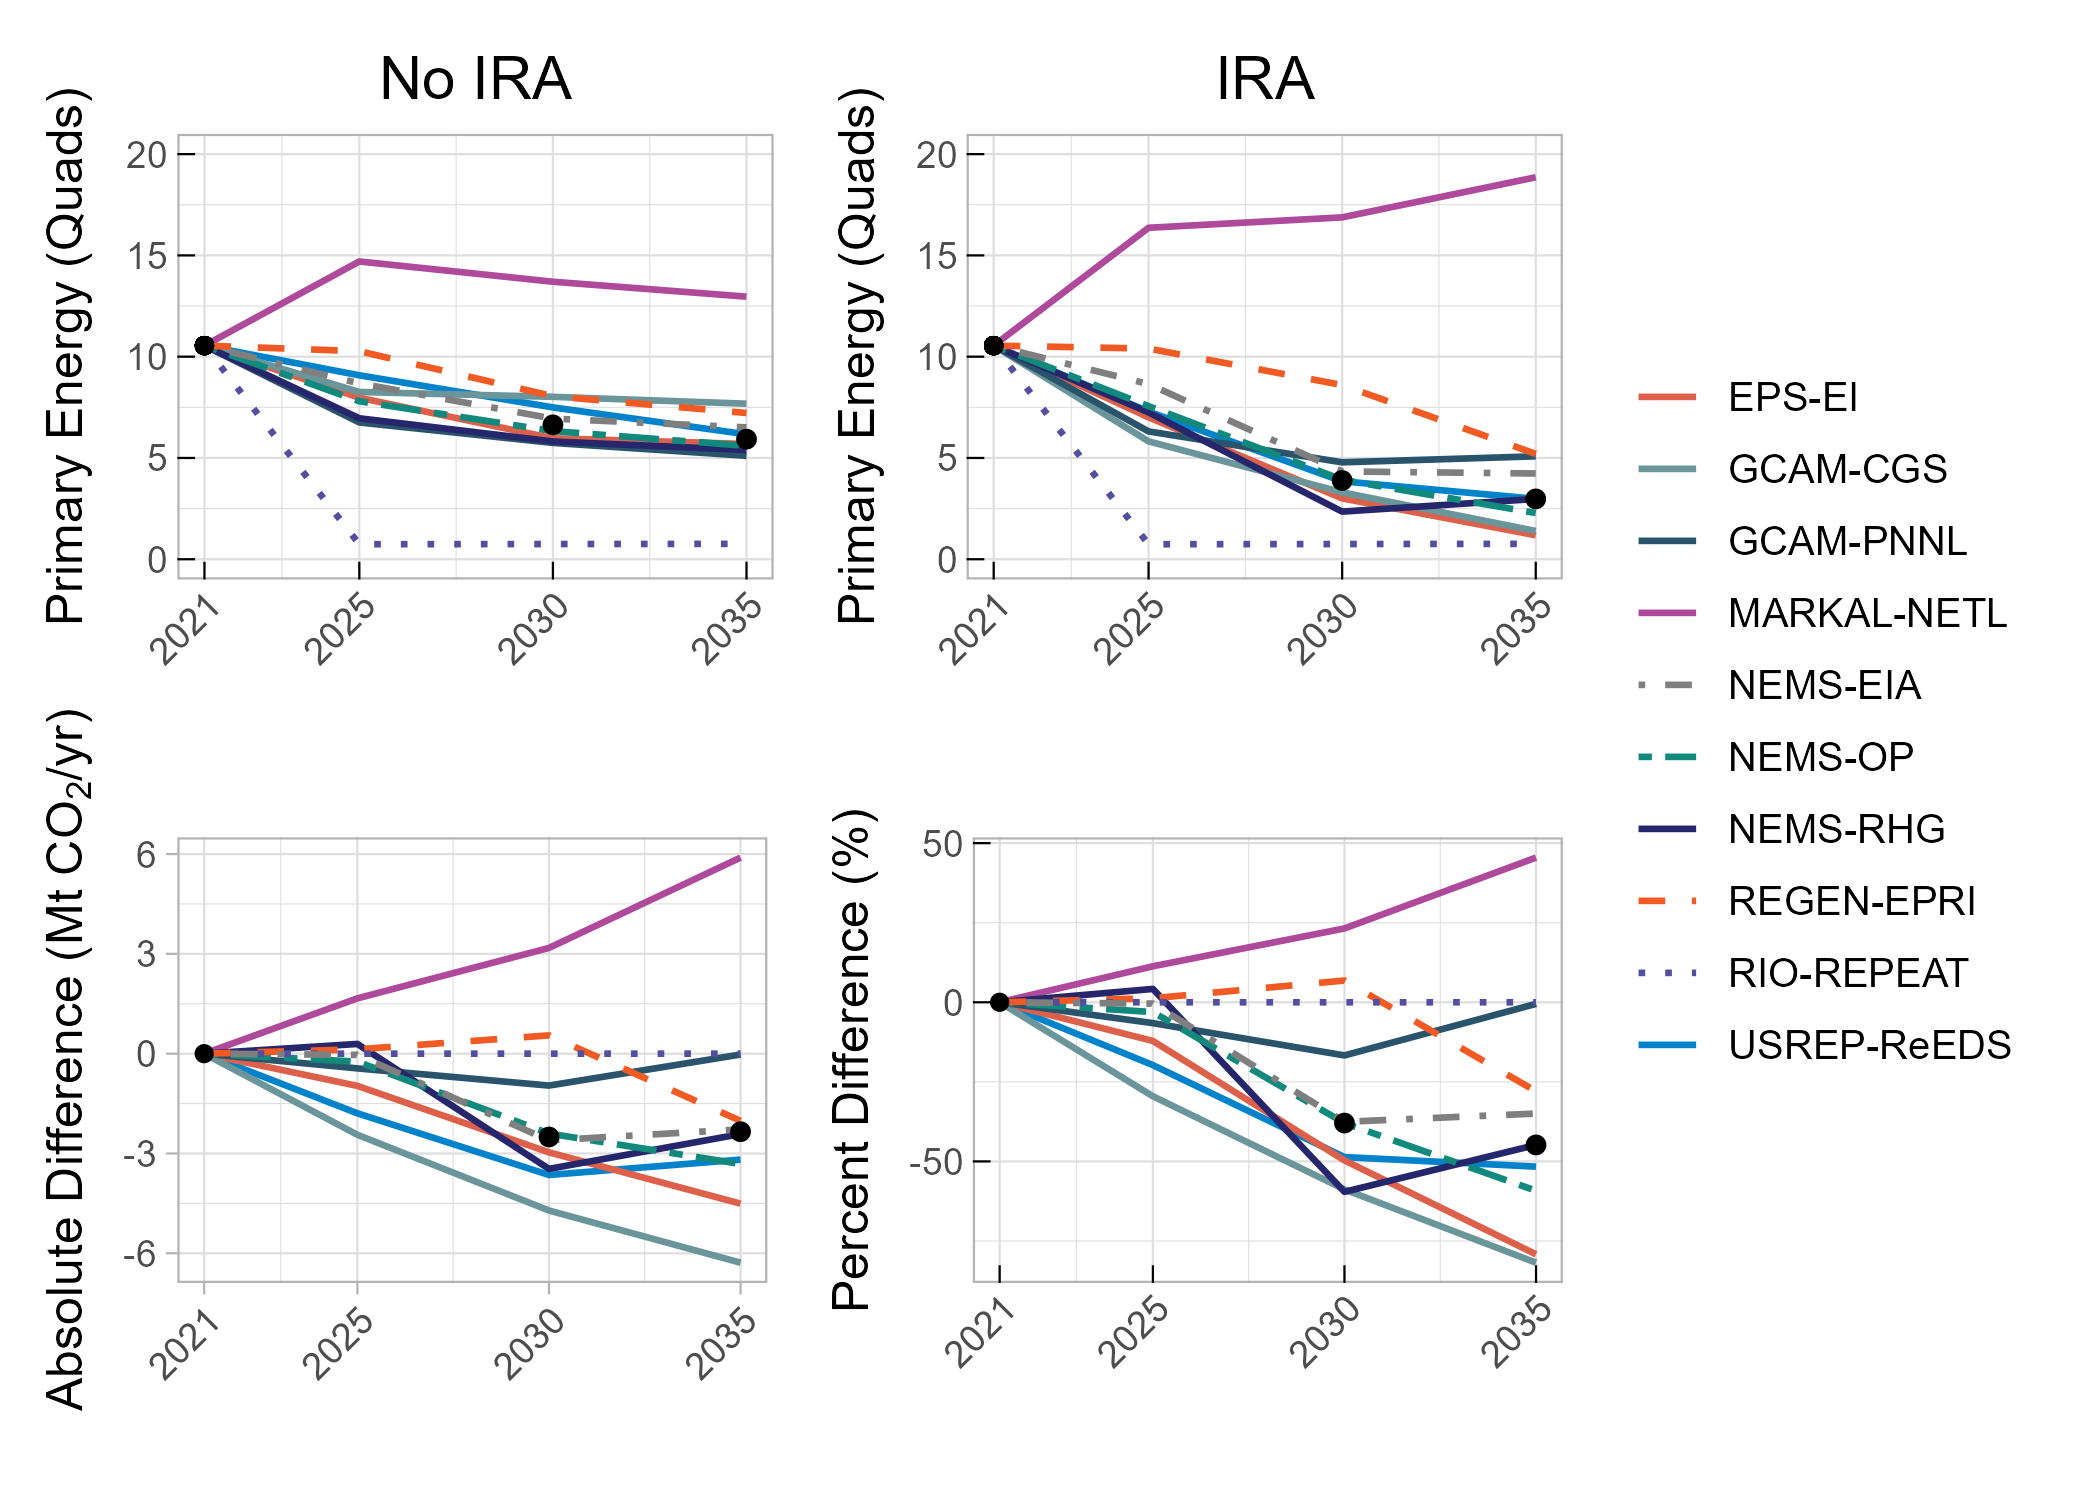 No IRA
IRA
Primary Energy (Quads)
20
15
10
5
0
2021
2025
2030
2035
Primary Energy (Quads)
20
15
10
5
0
2021
2025
2030
2035
Absolute Difference (Mt CO2/yr)
6
3
0
-3
-6
2021
2025
2030
2035
Percent Difference (%)
50
0
-50
2021
2025
2030
2035
EPS-EI
GCAM-CGS
GCAM-PNNL
MARKAL-NETL
NEMS-EIA
NEMS-OP
NEMS-RHG
REGEN-EPRI
RIO-REPEAT
USREP-ReEDS